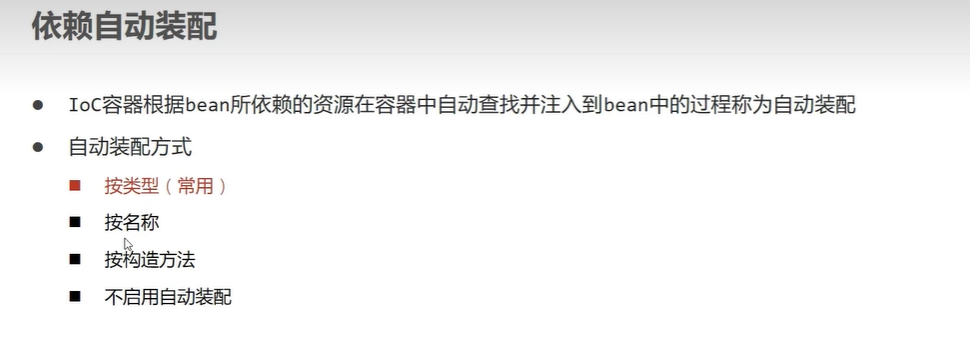 依赖自动装配
IoC容器根据bean所依赖的资源在容器中自动查找并注入到bean中的过程称为自动装配
自动装配方式
按类型（常用）
按名称
按构造方法
不启用自动装配